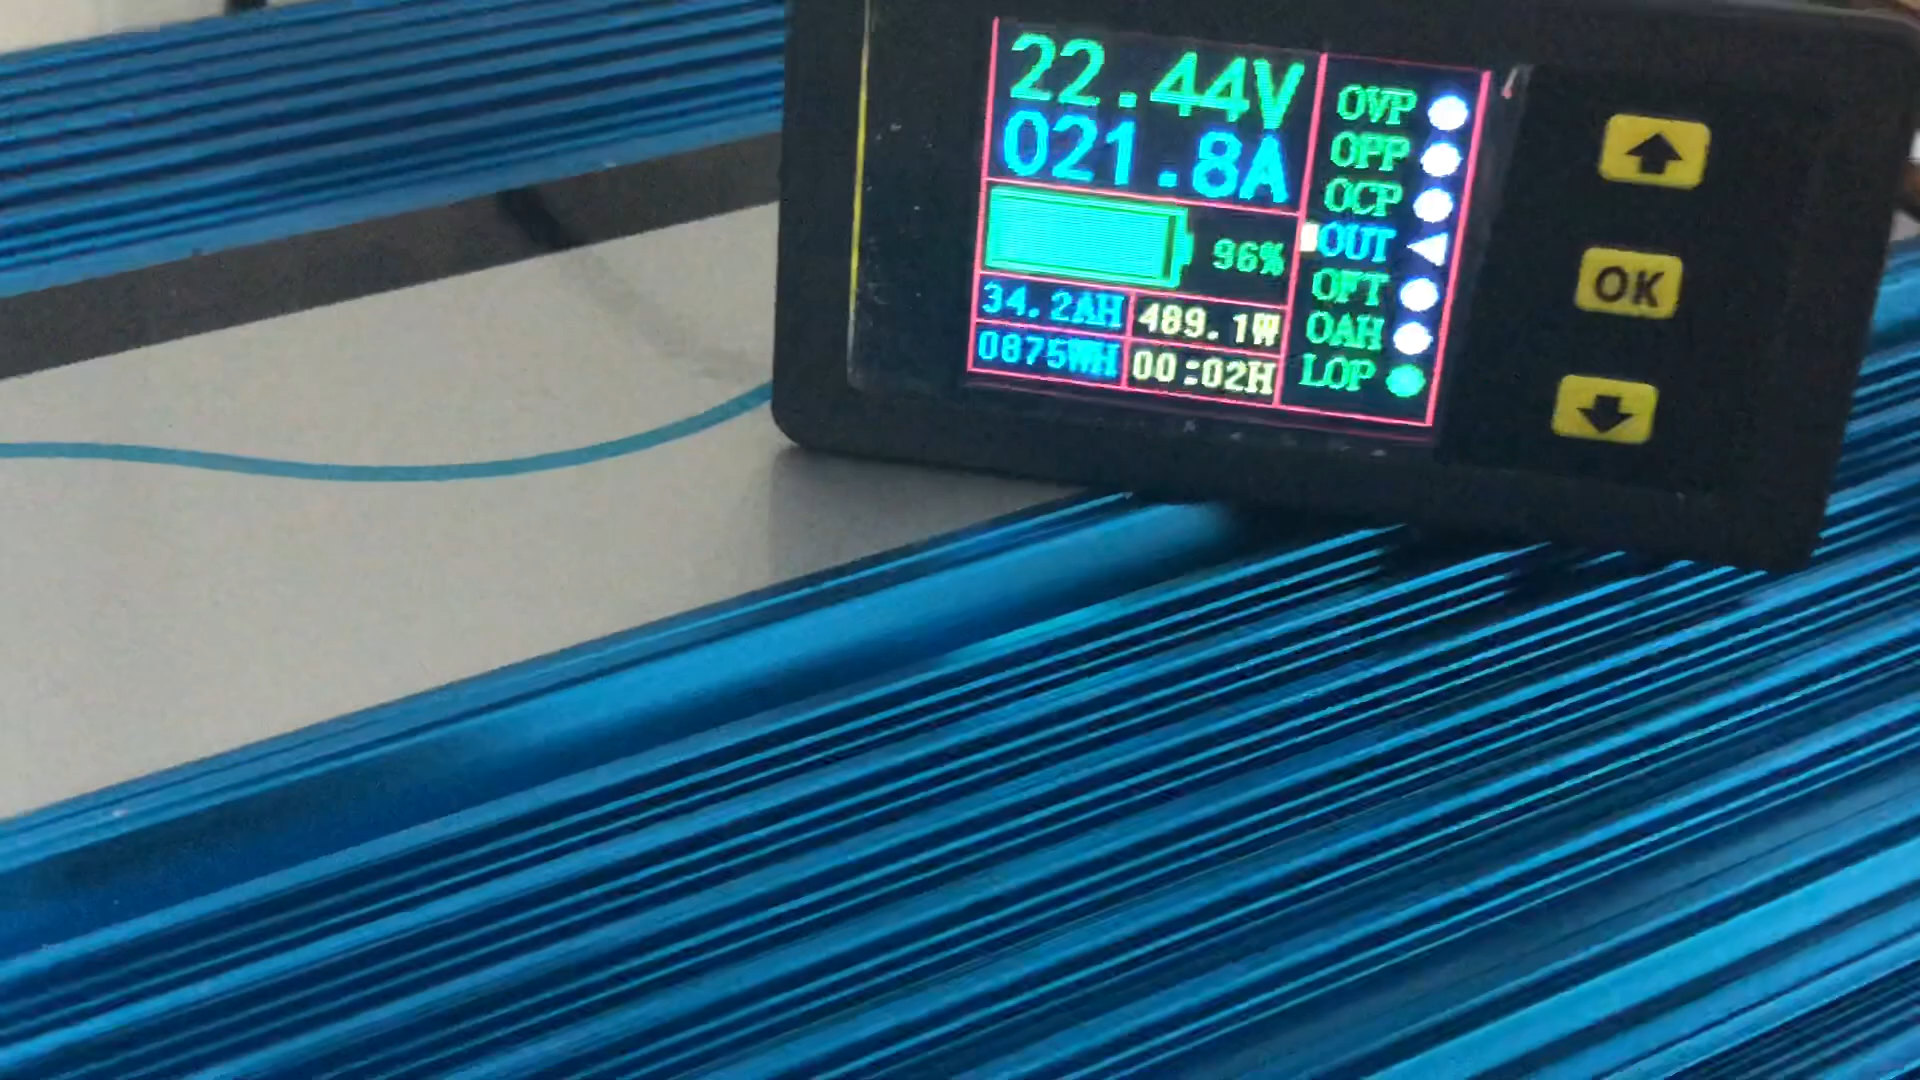 22.44V
021.8A
96%
34.2AH
489.1W
0875WH
00:02H
OVP
OPP
OCP
OUT
OFT
OAH
LOP
OK